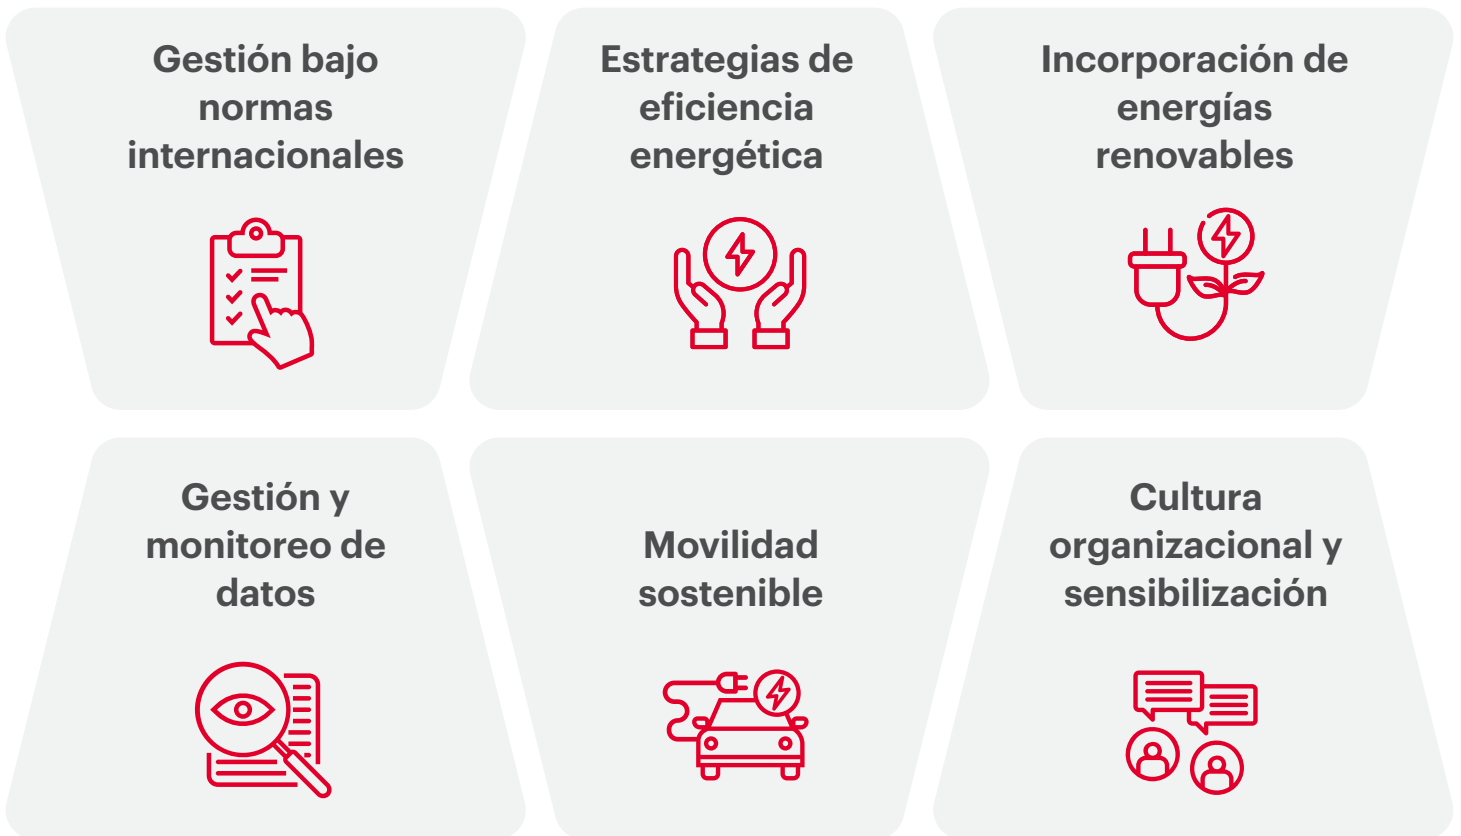 Gestión bajo
normas
internacionales
Estrategias de
eficiencia
energética
Incorporación de
energías
renovables
Gestión y
monitoreo de
datos
Movilidad
sostenible
Cultura
organizacional y
sensibilización